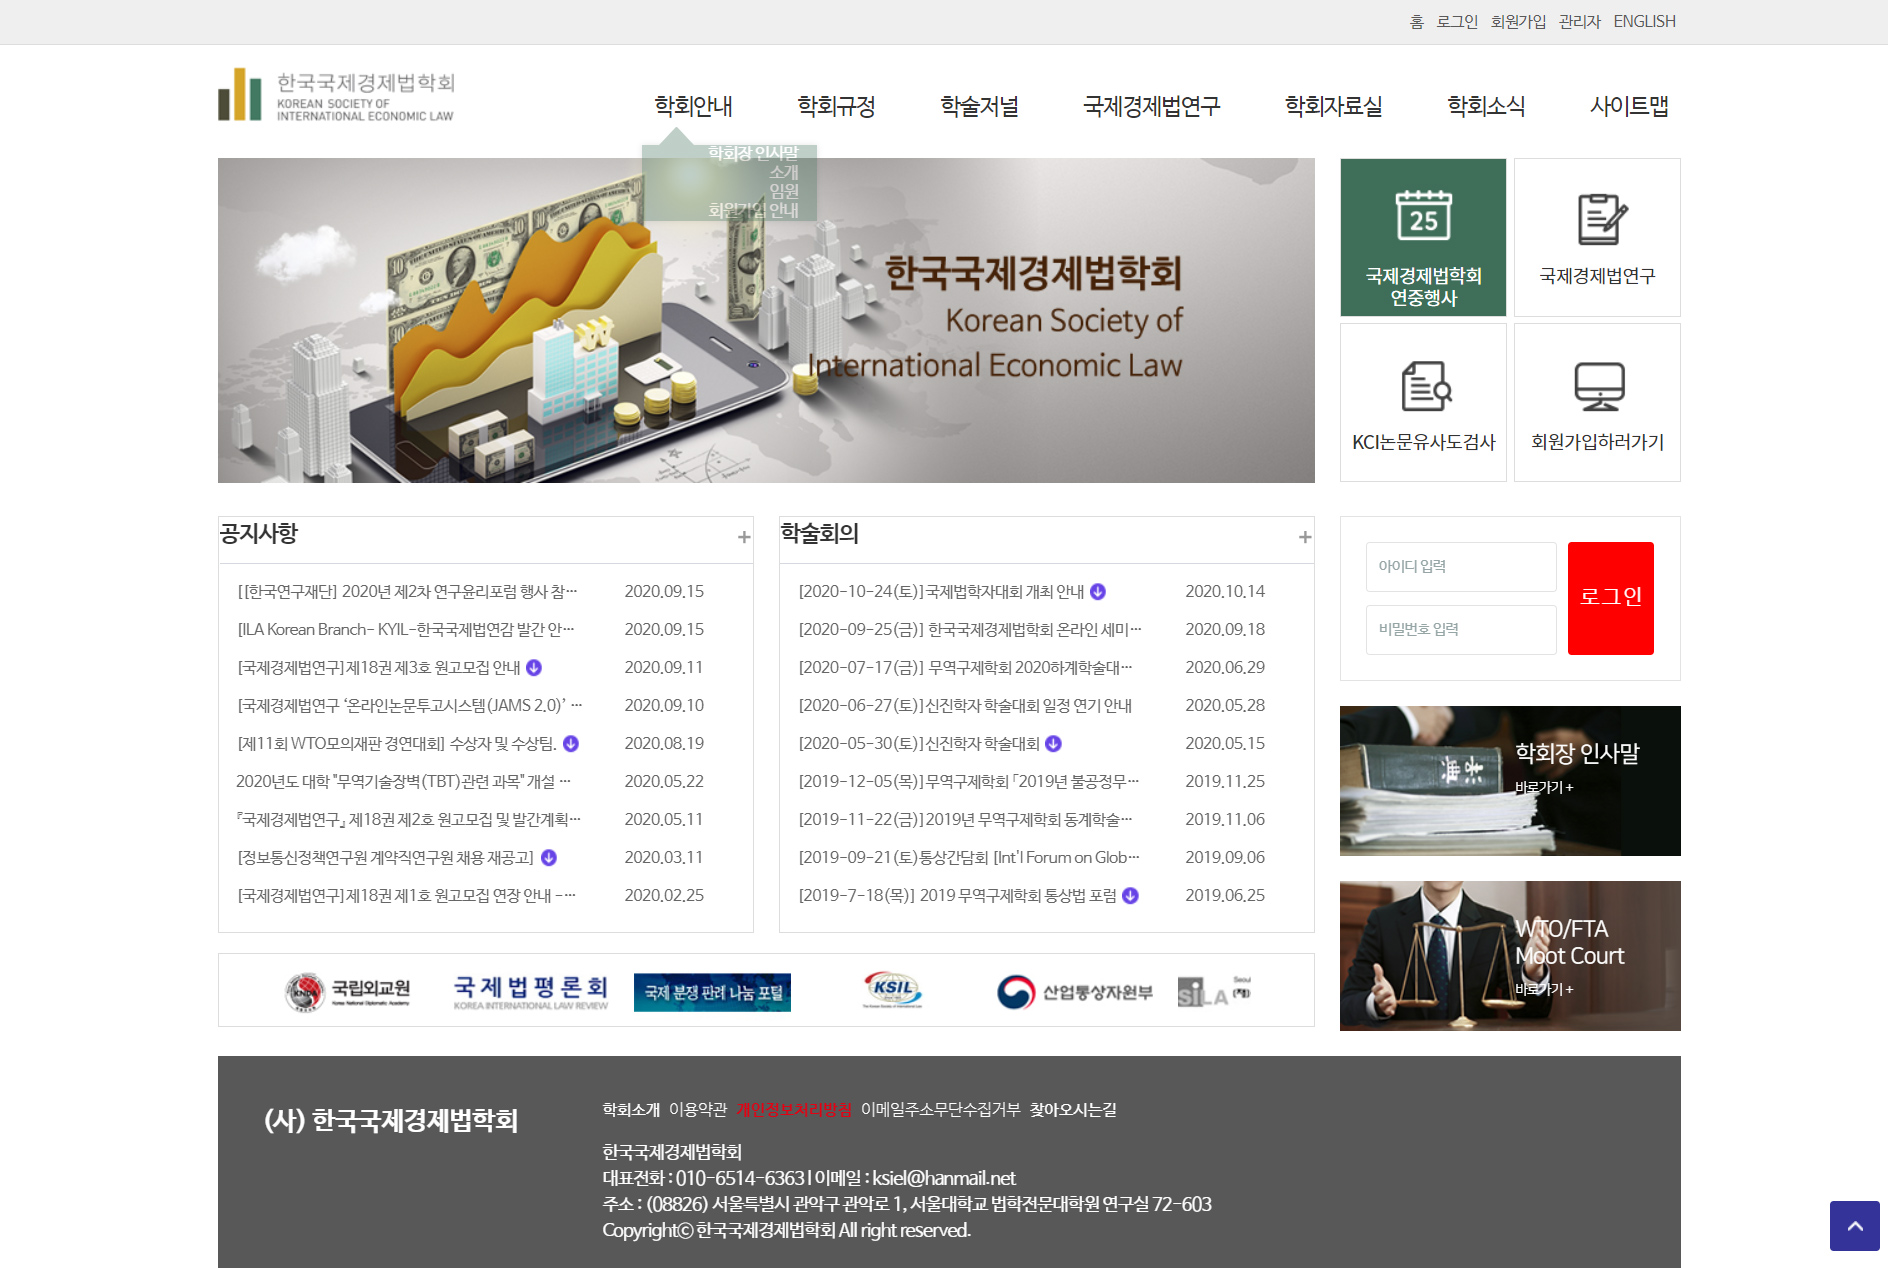 홈 로그인 회원가입 관리자 ENGLISH
한국국제경제법학회
KOREAN SOCIETY OF
INTERNATIONAL ECONOMIC LAW
학회안내 학회규정 학술저널 국제경제법연구 학회자료실 학회소식 사이트맵
학회장 인사말
소개
임원
회원가입 안내
한국국제경제법학회
Korean Society of
International Economic Law
25
국제경제법학회
연중행사
국제경제법연구
KCI논문유사도검사
회원가입하러가기
공지사항 +
[[한국연구재단] 2020년 제2차 연구윤리포럼 행사 참… 2020.09.15
[ILA Korean Branch- KYIL-한국국제법연감 발간 안… 2020.09.15
[국제경제법연구]제18권 제3호 원고모집 안내 2020.09.11
[국제경제법연구 ‘온라인논문투고시스템(JAMS 2.0)’ … 2020.09.10
[제11회 WTO모의재판 경연대회] 수상자 및 수상팀. 2020.08.19
2020년도 대학 "무역기술장벽(TBT)관련 과목" 개설 … 2020.05.22
『국제경제법연구』 제18권 제2호 원고모집 및 발간계획… 2020.05.11
[정보통신정책연구원 계약직연구원 채용 재공고] 2020.03.11
[국제경제법연구]제18권 제1호 원고모집 연장 안내 -… 2020.02.25
학술회의 +
[2020-10-24(토)]국제법학자대회 개최 안내 2020.10.14
[2020-09-25(금)] 한국국제경제법학회 온라인 세미… 2020.09.18
[2020-07-17(금)] 무역구제학회 2020하계학술대… 2020.06.29
[2020-06-27(토)]신진학자 학술대회 일정 연기 안내 2020.05.28
[2020-05-30(토)]신진학자 학술대회 2020.05.15
[2019-12-05(목)]무역구제학회 「2019년 불공정무… 2019.11.25
[2019-11-22(금)]2019년 무역구제학회 동계학술… 2019.11.06
[2019-09-21(토)통상간담회 [Int'l Forum on Glob… 2019.09.06
[2019-7-18(목)] 2019 무역구제학회 통상법 포럼 2019.06.25
아이디 입력
비밀번호 입력
로그인
학회장 인사말
바로가기 +
WTO/FTA
Moot Court
바로가기 +
KNDA 국립외교원
Korea National Diplomatic Academy
국제법평론회
KOREA INTERNATIONAL LAW REVIEW
국제 분쟁 판례 나눔 포털
KSIL
산업통상자원부
SILA Seoul
(재)
(사) 한국국제경제법학회
학회소개 이용약관 개인정보처리방침 이메일주소무단수집거부 찾아오시는길
한국국제경제법학회
대표전화 : 010-6514-6363 l 이메일 : ksiel@hanmail.net
주소 : (08826) 서울특별시 관악구 관악로 1, 서울대학교 법학전문대학원 연구실 72-603
Copyright© 한국국제경제법학회 All right reserved.